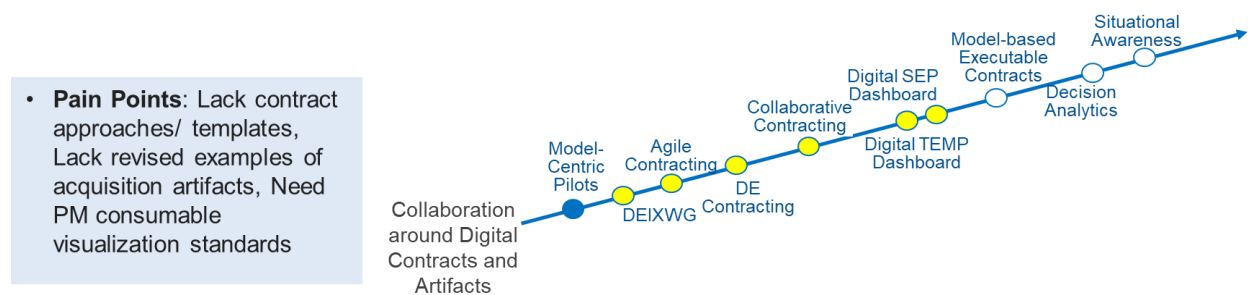 • Pain Points: Lack contract
approaches/ templates,
Lack revised examples of
acquisition artifacts, Need
PM consumable
visualization standards
Collaboration
around Digital
Contracts and
Artifacts
Model-
Centric
Pilots
DEIXWG
Agile
Contracting
DE
Contracting
Collaborative
Contracting
Digital SEP
Dashboard
Digital TEMP
Dashboard
Model-based
Executable
Contracts
Decision
Analytics
Situational
Awareness